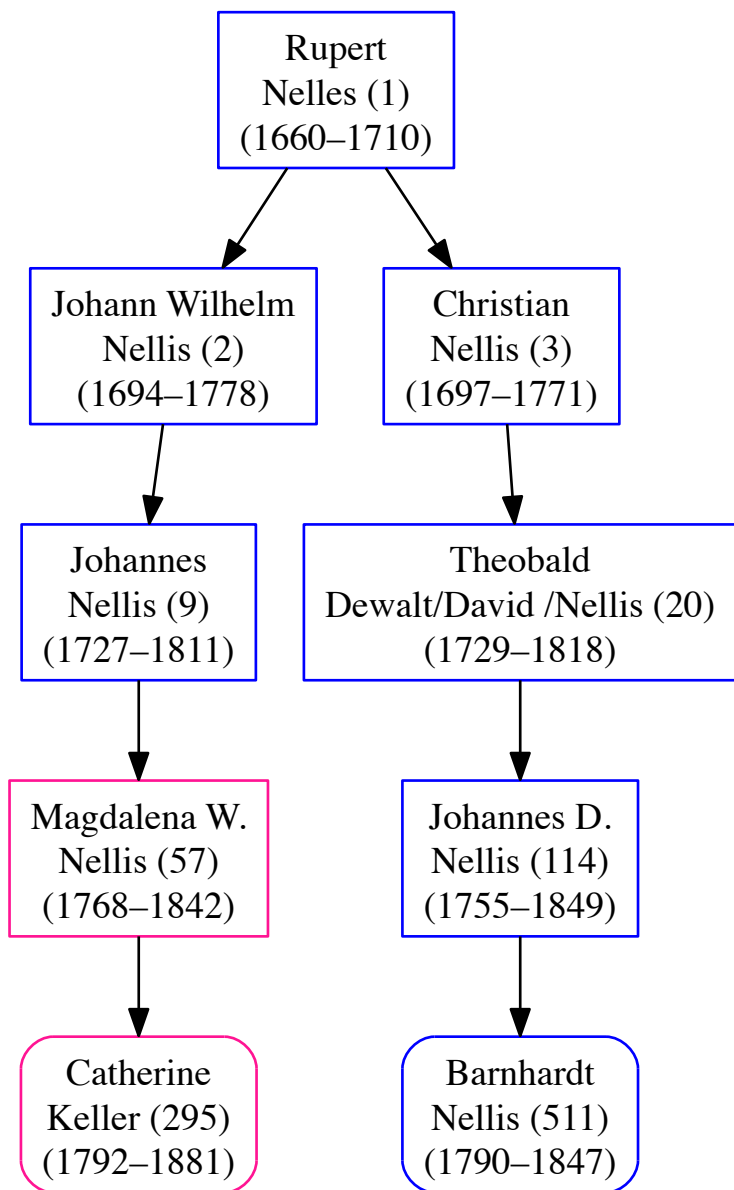 Rupert
Nelles (1)
(1660–1710)
Johann Wilhelm
Nellis (2)
(1694–1778)
Christian
Nellis (3)
(1697–1771)
Johannes
Nellis (9)
(1727–1811)
Theobald
Dewalt/David /Nellis (20)
(1729–1818)
Magdalena W.
Nellis (57)
(1768–1842)
Johannes D.
Nellis (114)
(1755–1849)
Catherine
Keller (295)
(1792–1881)
Barnhardt
Nellis (511)
(1790–1847)